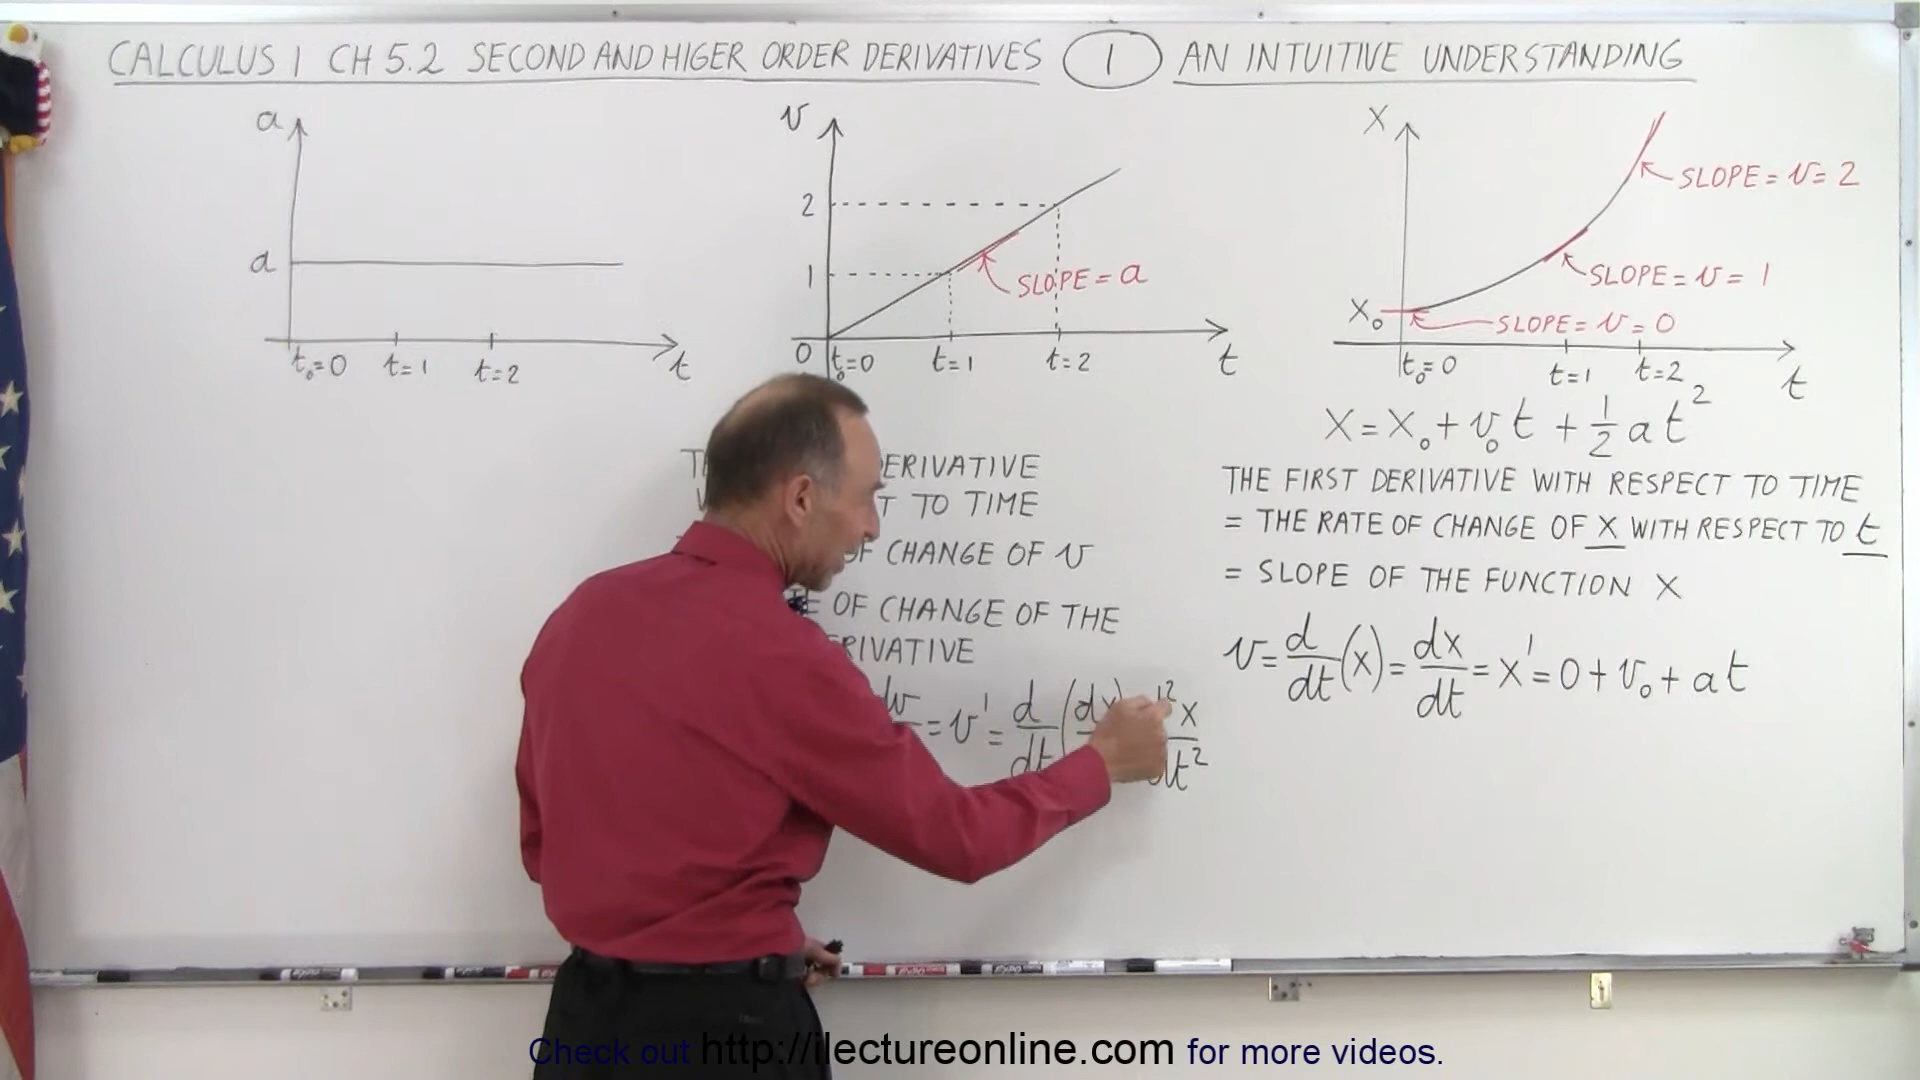 CALCULUS 1 CH 5.2 SECOND AND HIGER ORDER DERIVATIVES 1 AN INTUITIVE UNDERSTANDING
a
a
t₀=0 t=1 t=2 t
v
2
1
SLOPE = a
0 t₀=0 t=1 t=2 t
X
SLOPE = v = 2
SLOPE = v = 1
X₀ SLOPE = v = 0
t₀=0 t=1 t=2 t
X = X₀ + v₀t + ½at²
ERIVATIVE
T TO TIME
OF CHANGE OF v
E OF CHANGE OF THE
RIVATIVE
= v' = d/dt (dx = d²x/dt²
THE FIRST DERIVATIVE WITH RESPECT TO TIME
= THE RATE OF CHANGE OF X WITH RESPECT TO t
= SLOPE OF THE FUNCTION X
v = d/dt (x) = dx/dt = x' = 0 + v₀ + at
Check out http://ilectureonline.com for more videos.